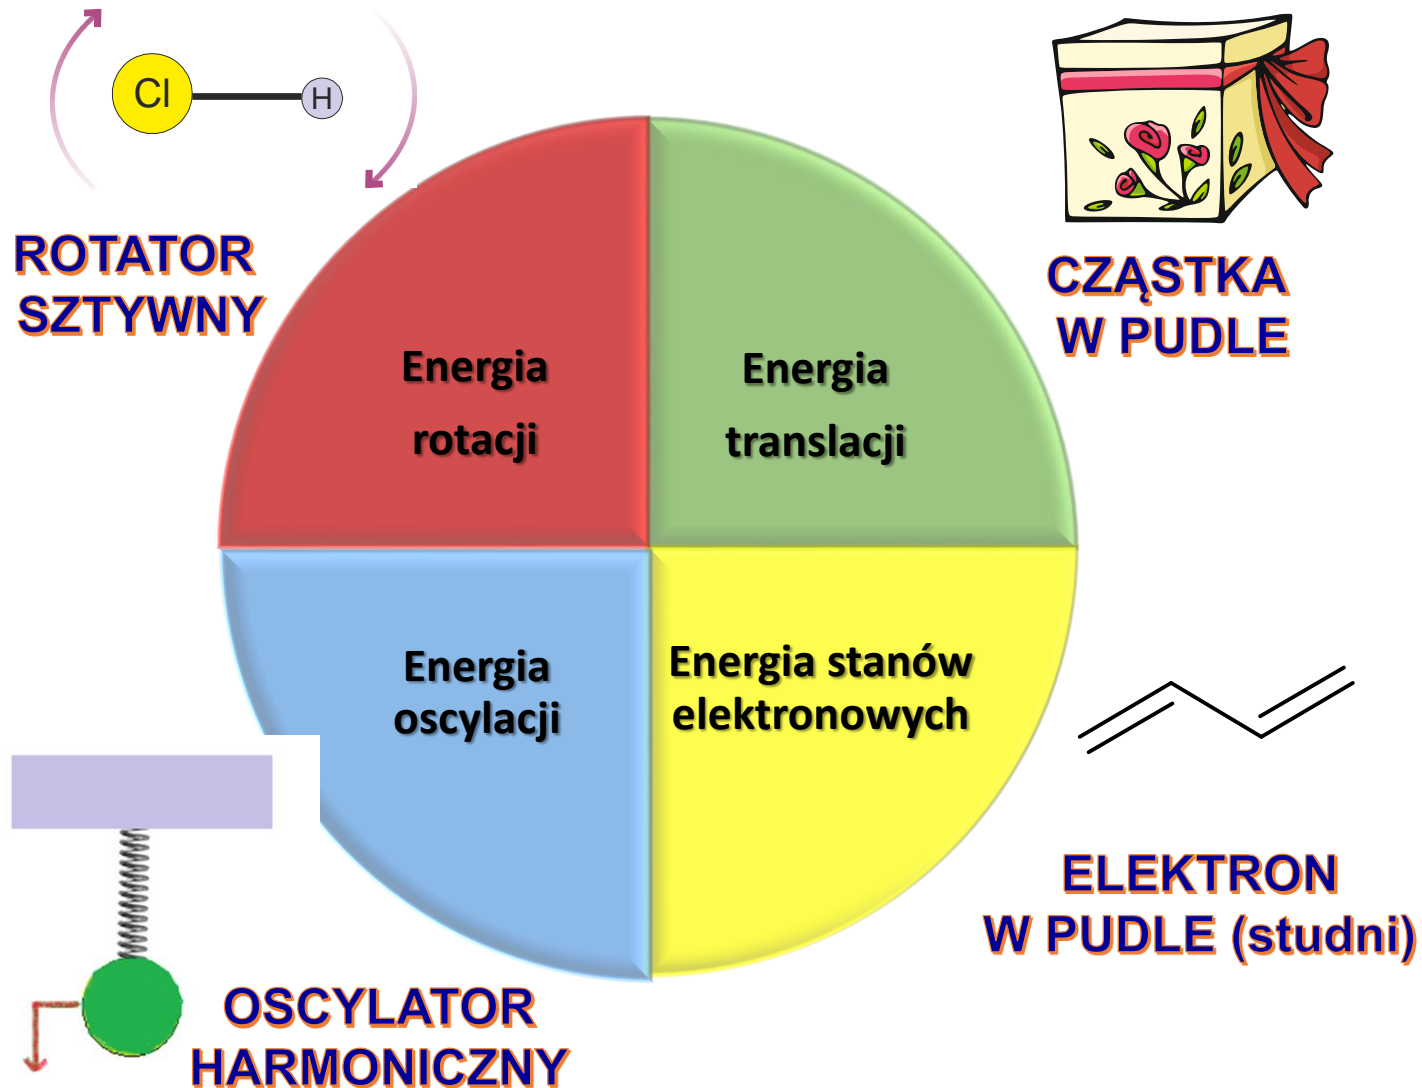 Cl
H
ROTATOR
SZTYWNY
CZĄSTKA
W PUDLE
Energia
rotacji
Energia
translacji
Energia
oscylacji
Energia stanów
elektronowych
ELEKTRON
W PUDLE (studni)
OSCYLATOR
HARMONICZNY